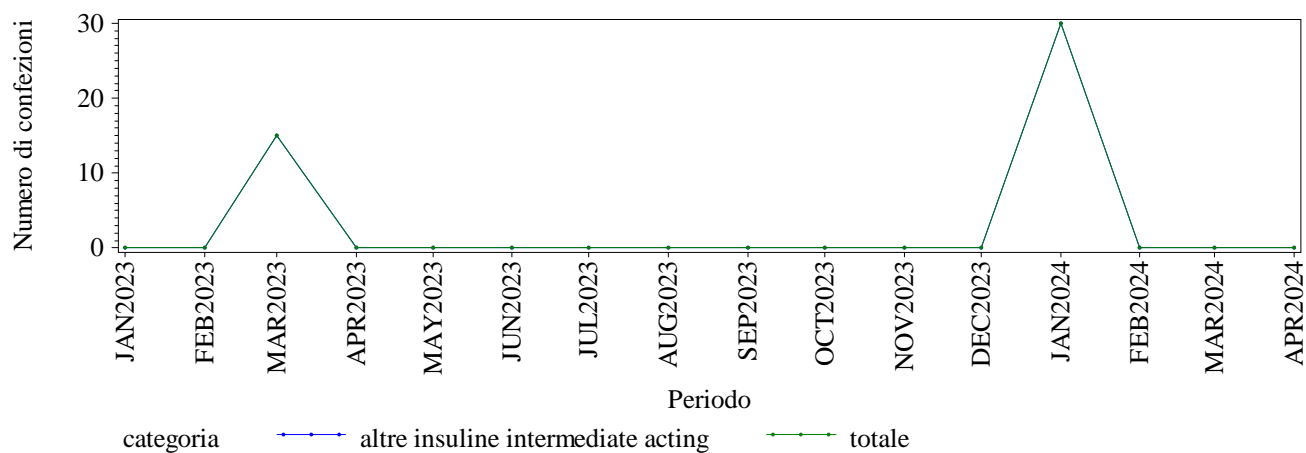 Numero di confezioni
30
20
10
0
JAN2023
FEB2023
MAR2023
APR2023
MAY2023
JUN2023
JUL2023
AUG2023
SEP2023
OCT2023
NOV2023
DEC2023
JAN2024
FEB2024
MAR2024
APR2024
Periodo
categoria altre insuline intermediate acting totale